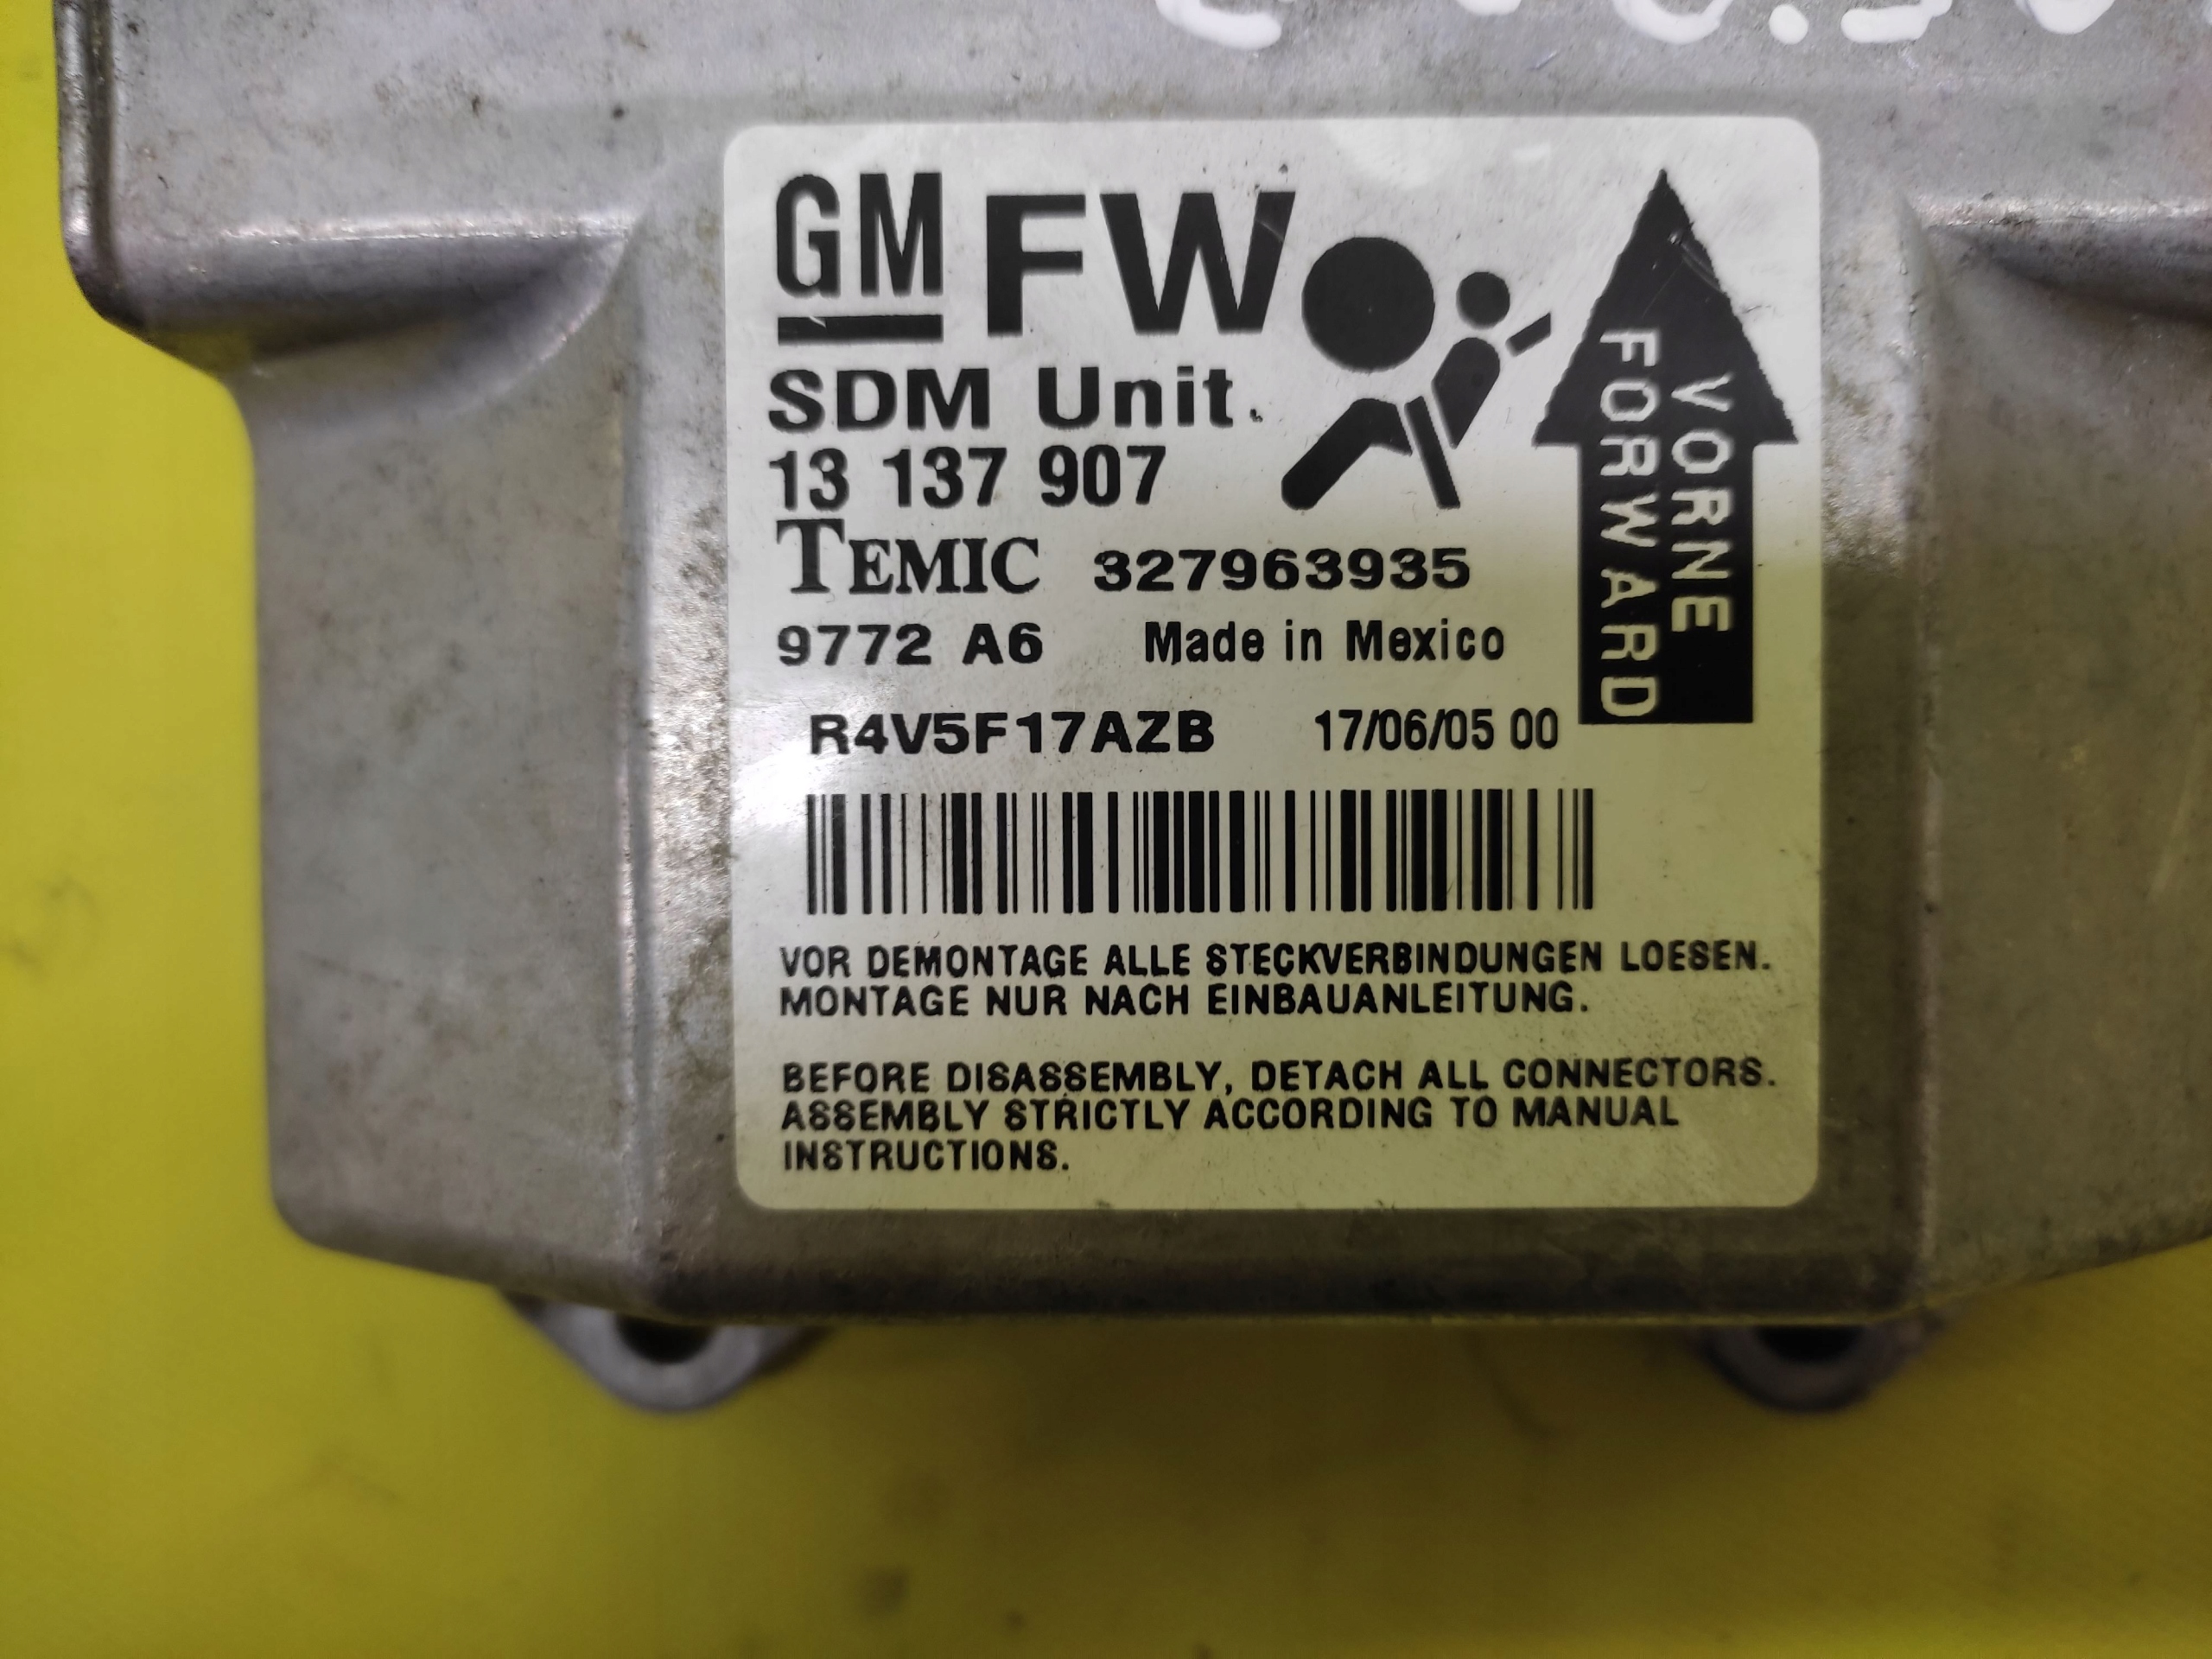 GM FW
SDM Unit.
13 137 907
TEMIC 327963935
9772 A6 Made in Mexico
R4V5F17AZB 17/06/05 00
VORNE
FORWARD
VOR DEMONTAGE ALLE STECKVERBINDUNGEN LOESEN.
MONTAGE NUR NACH EINBAUANLEITUNG.
BEFORE DISASSEMBLY, DETACH ALL CONNECTORS.
ASSEMBLY STRICTLY ACCORDING TO MANUAL
INSTRUCTIONS.